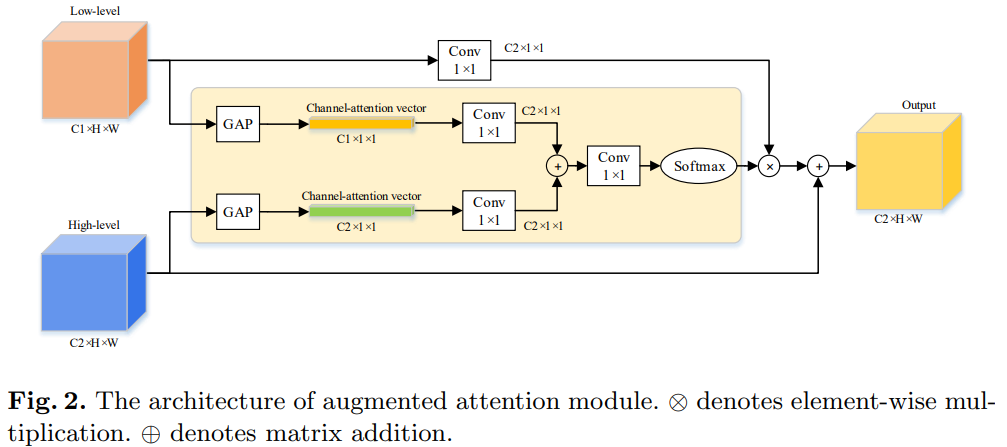 Low-level
C1×H×W
Conv
1×1
C2×1×1
GAP
Channel-attention vector
C1×1×1
Conv
1×1
C2×1×1
+
Conv
1×1
Softmax
×
+
Output
C2×H×W
High-level
C2×H×W
GAP
Channel-attention vector
C2×1×1
Conv
1×1
C2×1×1
Fig. 2. The architecture of augmented attention module. ⊗ denotes element-wise mul-
tiplication. ⊕ denotes matrix addition.